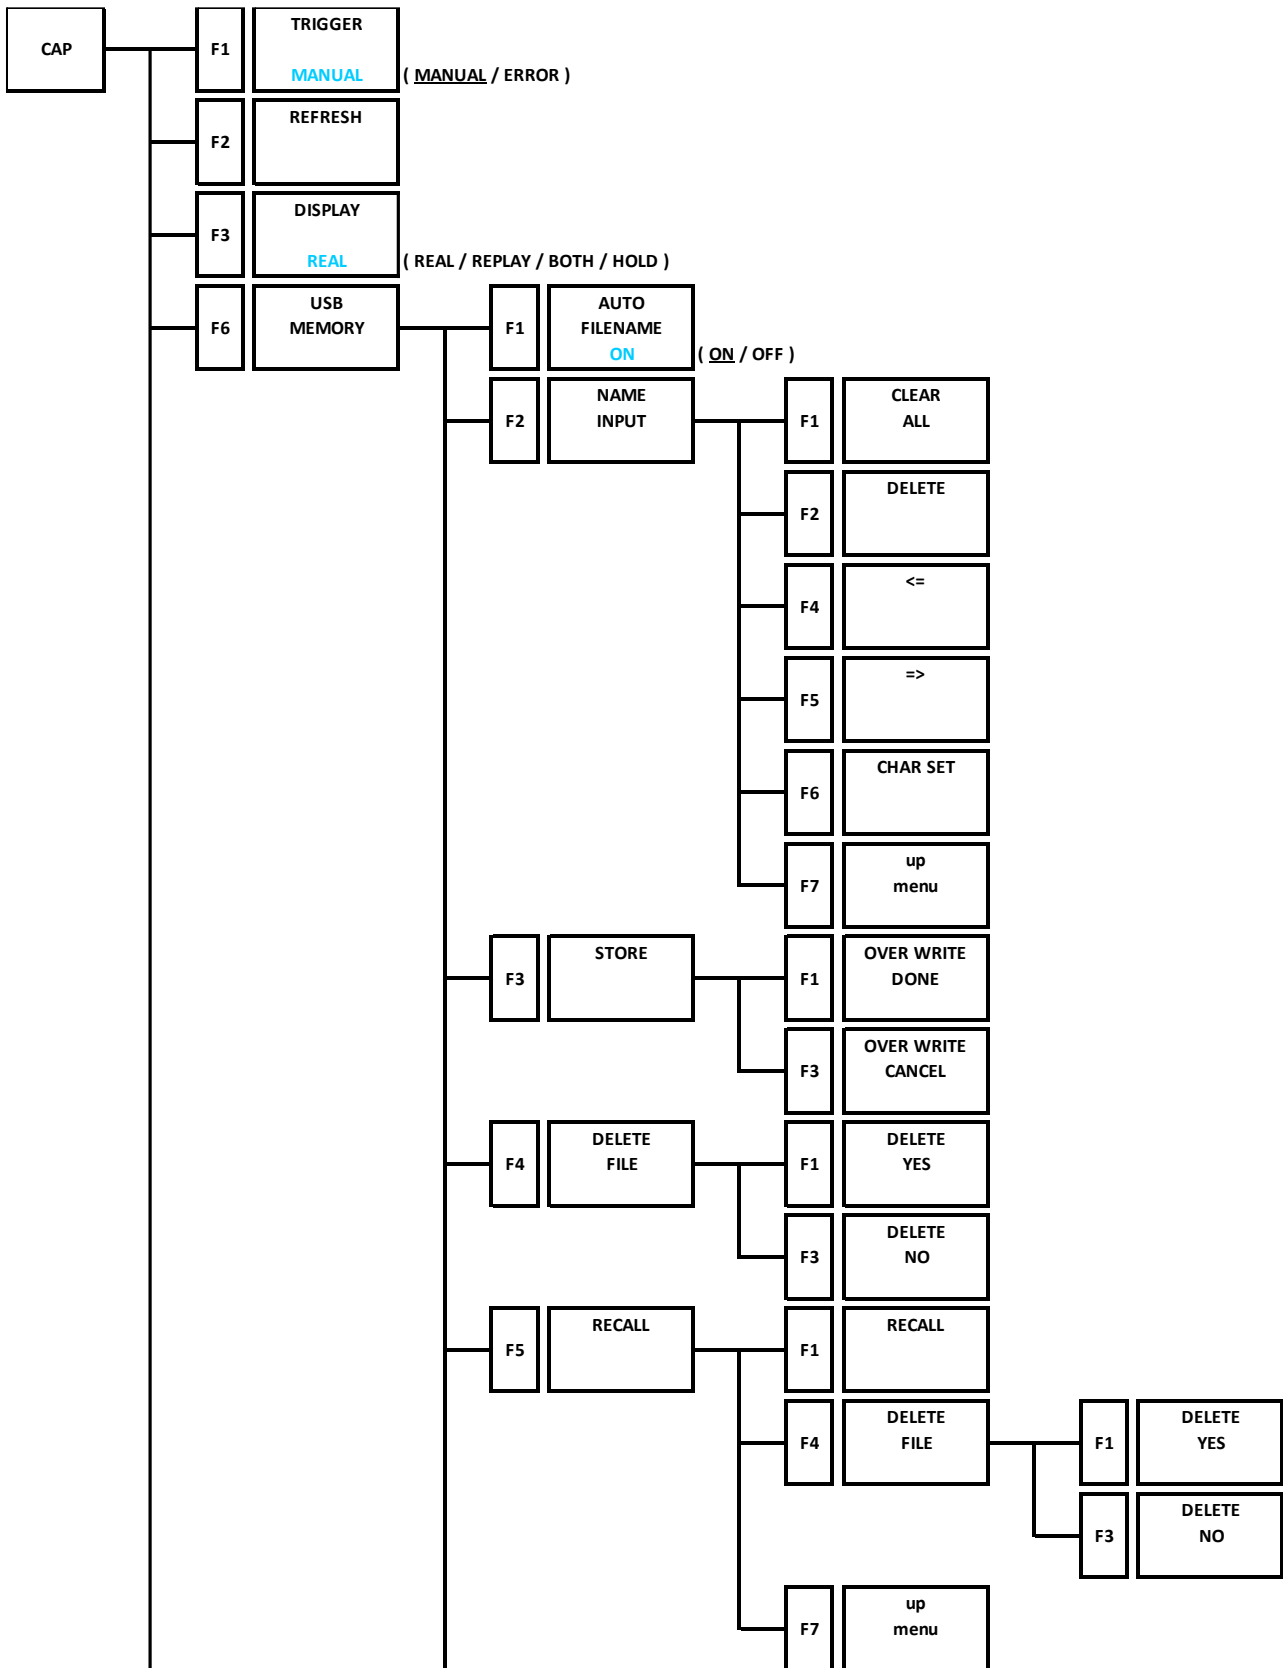 CAP
F1
TRIGGER
MANUAL
( MANUAL / ERROR )
F2
REFRESH
F3
DISPLAY
REAL
( REAL / REPLAY / BOTH / HOLD )
F6
USB
MEMORY
F1
AUTO
FILENAME
ON
( ON / OFF )
F2
NAME
INPUT
F1
CLEAR
ALL
F2
DELETE
F4
<=
F5
=>
F6
CHAR SET
F7
up
menu
F3
STORE
F1
OVER WRITE
DONE
F3
OVER WRITE
CANCEL
F4
DELETE
FILE
F1
DELETE
YES
F3
DELETE
NO
F5
RECALL
F1
RECALL
F4
DELETE
FILE
F1
DELETE
YES
F3
DELETE
NO
F7
up
menu